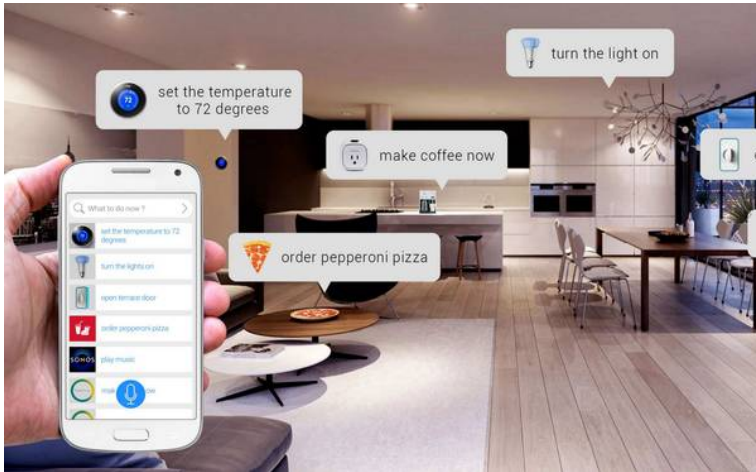 turn the light on
set the temperature
to 72 degrees
72
make coffee now
order pepperoni pizza
What to do now ?
set the temperature to 72
degrees
turn the lights on
open terrace door
order pepperoni pizza
SONOS
play music